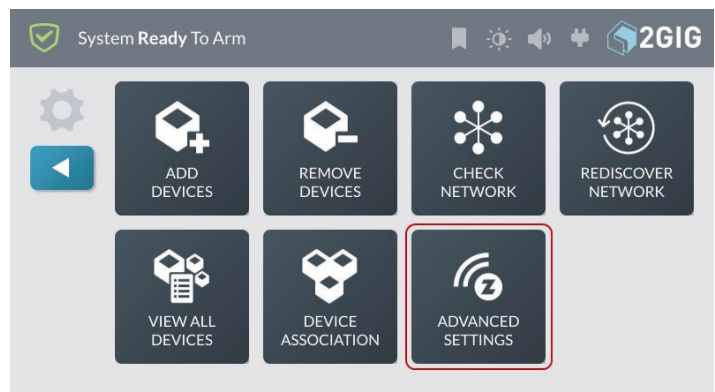 System Ready To Arm
2GIG
ADD
DEVICES
REMOVE
DEVICES
CHECK
NETWORK
REDISCOVER
NETWORK
VIEW ALL
DEVICES
DEVICE
ASSOCIATION
Z
ADVANCED
SETTINGS